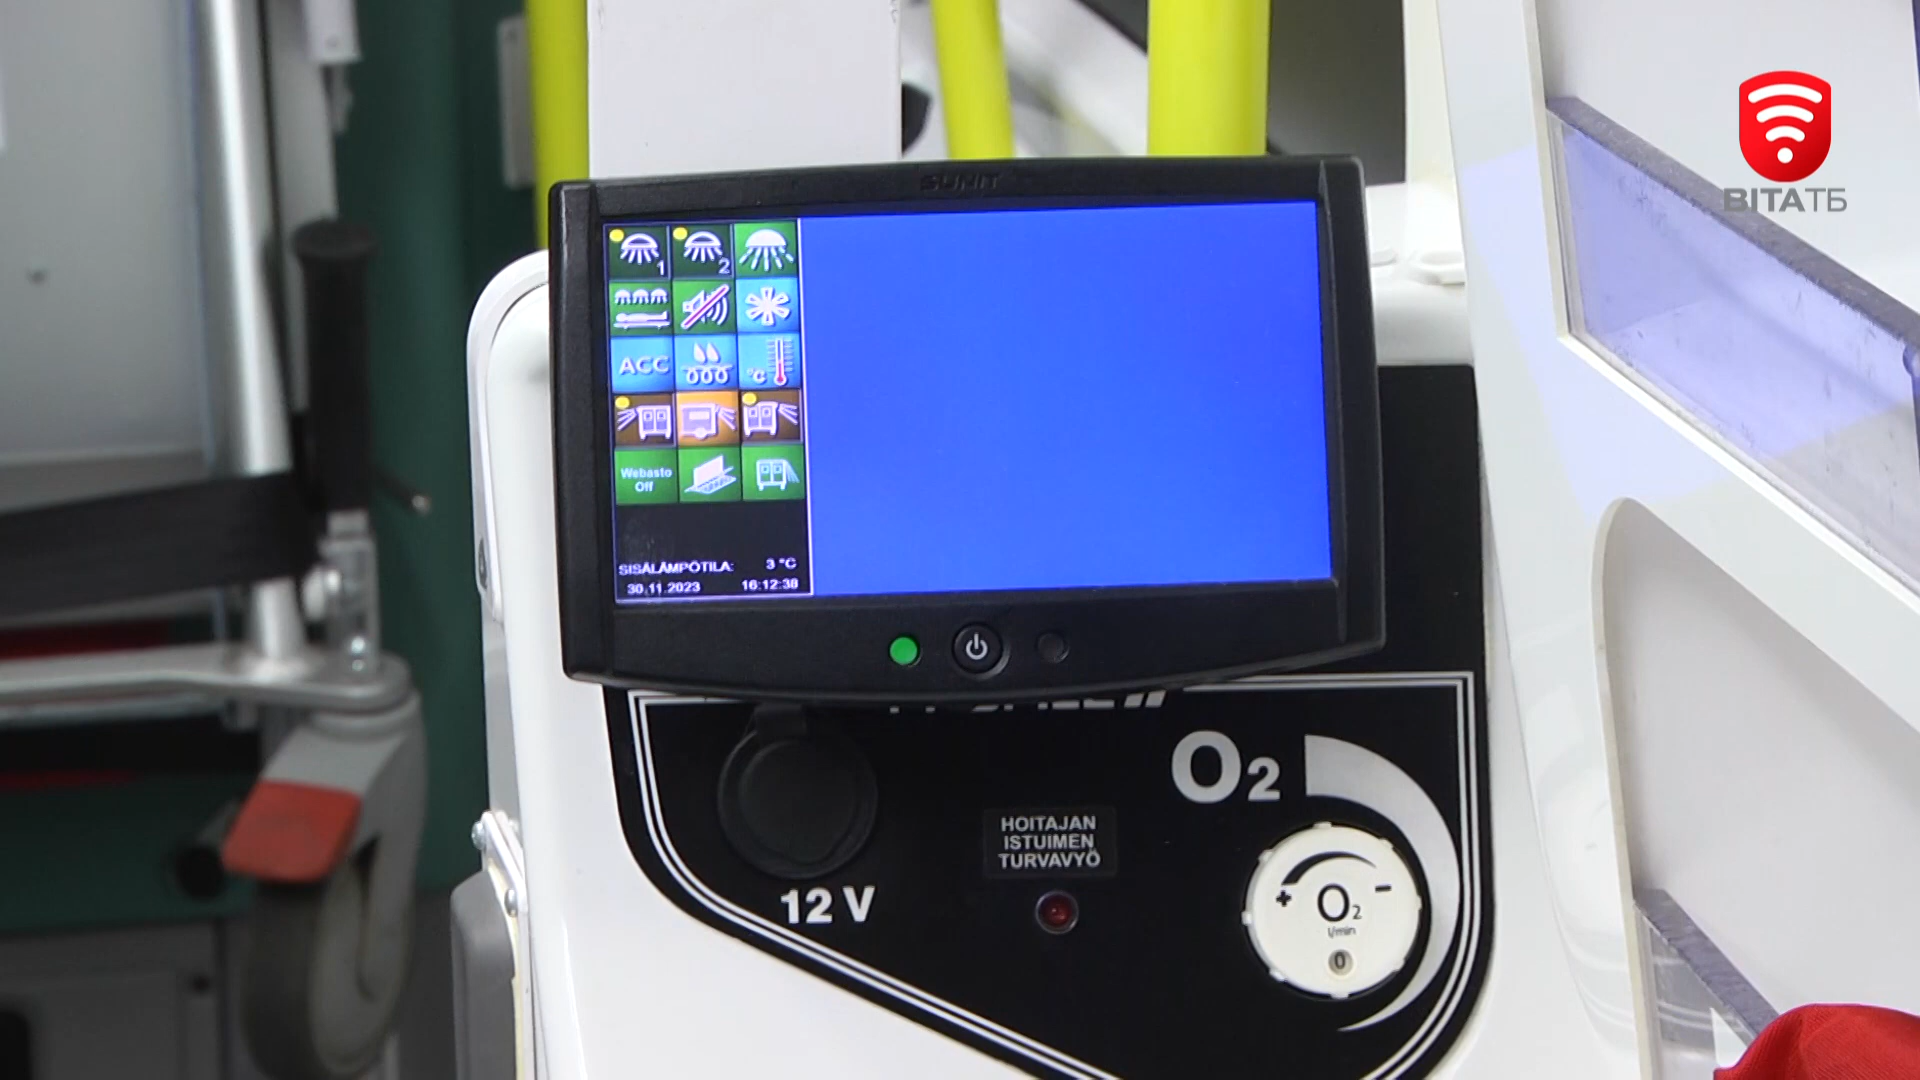 SUNIT
ВІТАТБ
1
2
ACC
°C
Webasto
Off
SISÄLÄMPÖTILA: 3 °C
30.11.2023 16:12:38
O2
HOITAJAN
ISTUIMEN
TURVAVYÖ
12 V
+ O2 -
l/min
0